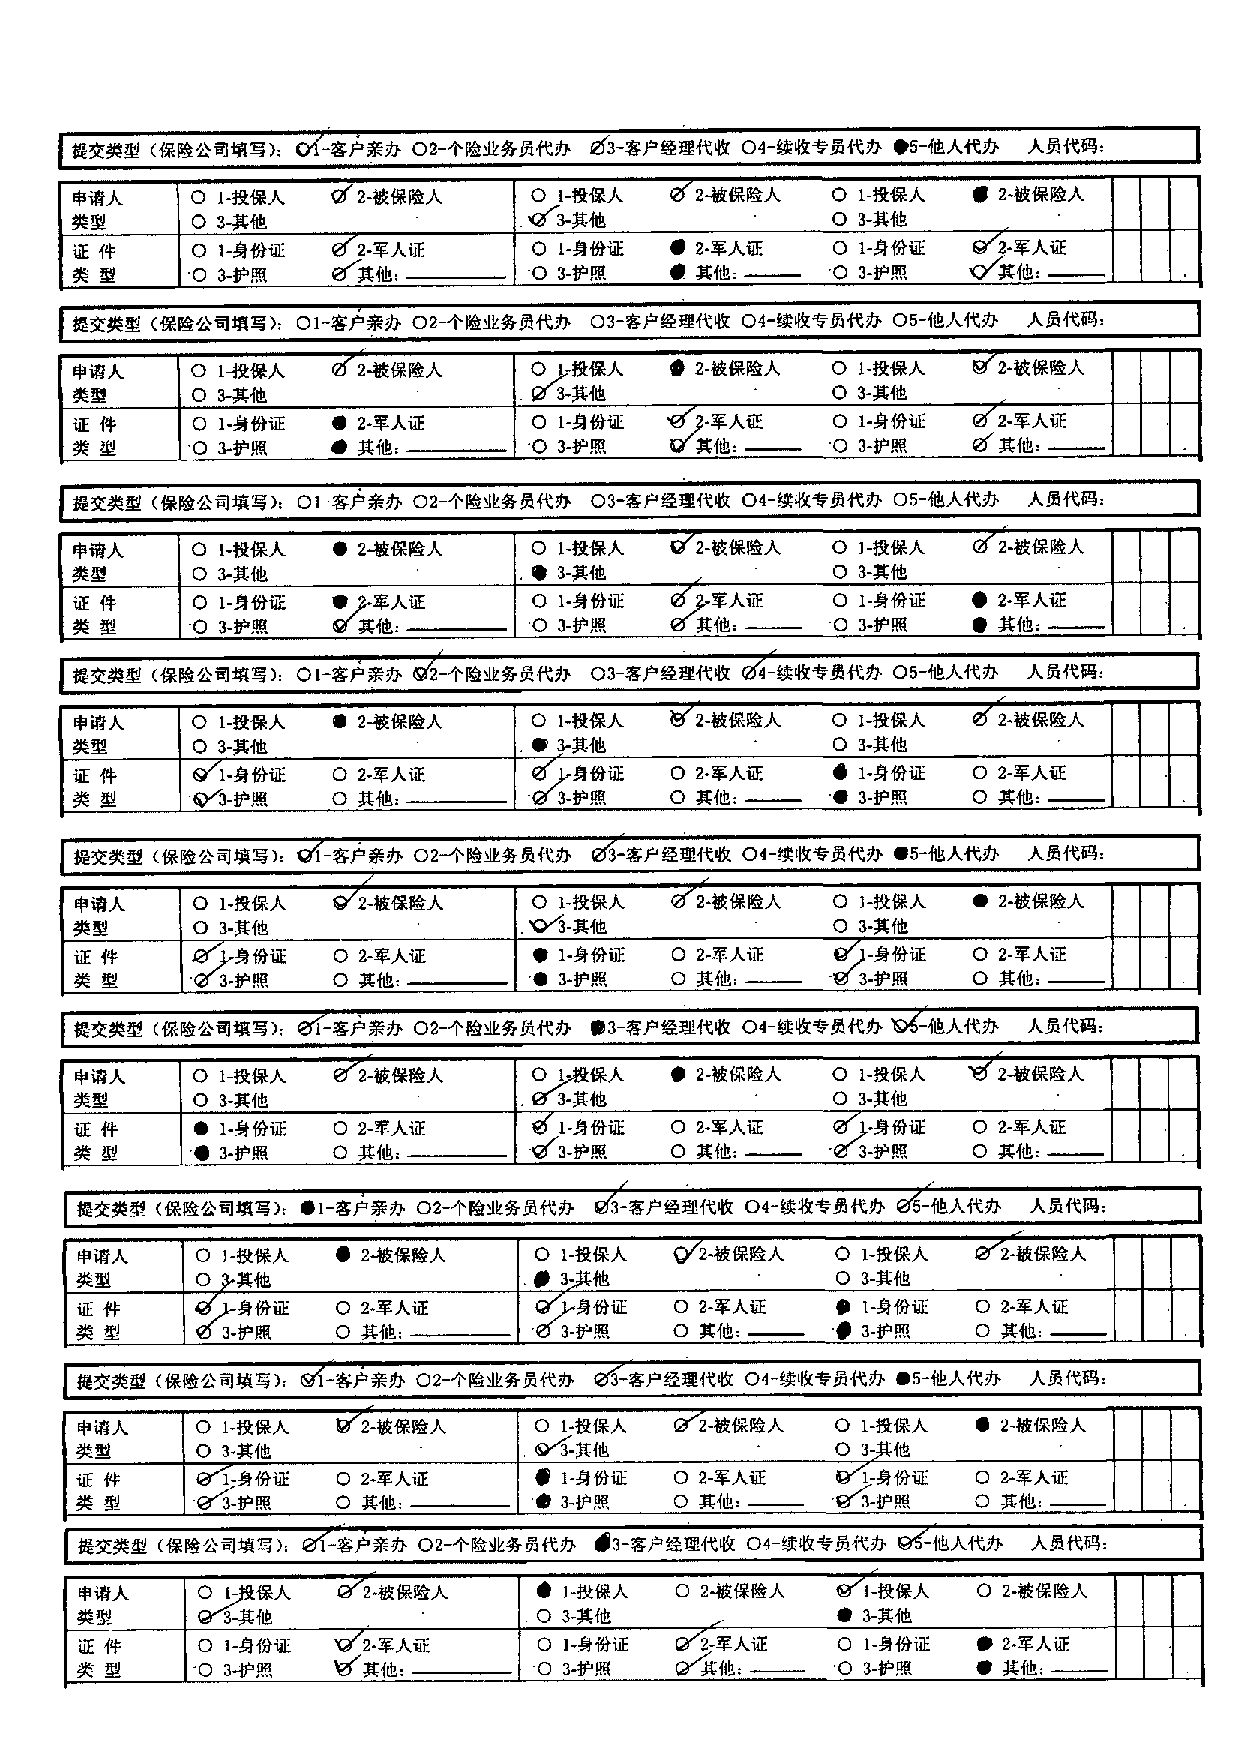 提交类型（保险公司填写）： 1-客户亲办 2-个险业务员代办 3-客户经理代收 4-续收专员代办 5-他人代办 人员代码：
申请人 1-投保人 2-被保险人 1-投保人 2-被保险人 1-投保人 2-被保险人
类型 3-其他 3-其他 3-其他
证 件 1-身份证 2-军人证 1-身份证 2-军人证 1-身份证 2-军人证
类 型 3-护照 其他： 3-护照 其他： 3-护照 其他：
提交类型（保险公司填写）： 1-客户亲办 2-个险业务员代办 3-客户经理代收 4-续收专员代办 5-他人代办 人员代码：
申请人 1-投保人 2-被保险人 1-投保人 2-被保险人 1-投保人 2-被保险人
类型 3-其他 3-其他 3-其他
证 件 1-身份证 2-军人证 1-身份证 2-军人证 1-身份证 2-军人证
类 型 3-护照 其他： 3-护照 其他： 3-护照 其他：
提交类型（保险公司填写）： 1-客户亲办 2-个险业务员代办 3-客户经理代收 4-续收专员代办 5-他人代办 人员代码：
申请人 1-投保人 2-被保险人 1-投保人 2-被保险人 1-投保人 2-被保险人
类型 3-其他 3-其他 3-其他
证 件 1-身份证 2-军人证 1-身份证 2-军人证 1-身份证 2-军人证
类 型 3-护照 其他： 3-护照 其他： 3-护照 其他：
提交类型（保险公司填写）： 1-客户亲办 2-个险业务员代办 3-客户经理代收 4-续收专员代办 5-他人代办 人员代码：
申请人 1-投保人 2-被保险人 1-投保人 2-被保险人 1-投保人 2-被保险人
类型 3-其他 3-其他 3-其他
证 件 1-身份证 2-军人证 1-身份证 2-军人证 1-身份证 2-军人证
类 型 3-护照 其他： 3-护照 其他： 3-护照 其他：
提交类型（保险公司填写）： 1-客户亲办 2-个险业务员代办 3-客户经理代收 4-续收专员代办 5-他人代办 人员代码：
申请人 1-投保人 2-被保险人 1-投保人 2-被保险人 1-投保人 2-被保险人
类型 3-其他 3-其他 3-其他
证 件 1-身份证 2-军人证 1-身份证 2-军人证 1-身份证 2-军人证
类 型 3-护照 其他： 3-护照 其他： 3-护照 其他：
提交类型（保险公司填写）： 1-客户亲办 2-个险业务员代办 3-客户经理代收 4-续收专员代办 5-他人代办 人员代码：
申请人 1-投保人 2-被保险人 1-投保人 2-被保险人 1-投保人 2-被保险人
类型 3-其他 3-其他 3-其他
证 件 1-身份证 2-军人证 1-身份证 2-军人证 1-身份证 2-军人证
类 型 3-护照 其他： 3-护照 其他： 3-护照 其他：
提交类型（保险公司填写）： 1-客户亲办 2-个险业务员代办 3-客户经理代收 4-续收专员代办 5-他人代办 人员代码：
申请人 1-投保人 2-被保险人 1-投保人 2-被保险人 1-投保人 2-被保险人
类型 3-其他 3-其他 3-其他
证 件 1-身份证 2-军人证 1-身份证 2-军人证 1-身份证 2-军人证
类 型 3-护照 其他： 3-护照 其他： 3-护照 其他：
提交类型（保险公司填写）： 1-客户亲办 2-个险业务员代办 3-客户经理代收 4-续收专员代办 5-他人代办 人员代码：
申请人 1-投保人 2-被保险人 1-投保人 2-被保险人 1-投保人 2-被保险人
类型 3-其他 3-其他 3-其他
证 件 1-身份证 2-军人证 1-身份证 2-军人证 1-身份证 2-军人证
类 型 3-护照 其他： 3-护照 其他： 3-护照 其他：
提交类型（保险公司填写）： 1-客户亲办 2-个险业务员代办 3-客户经理代收 4-续收专员代办 5-他人代办 人员代码：
申请人 1-投保人 2-被保险人 1-投保人 2-被保险人 1-投保人 2-被保险人
类型 3-其他 3-其他 3-其他
证 件 1-身份证 2-军人证 1-身份证 2-军人证 1-身份证 2-军人证
类 型 3-护照 其他： 3-护照 其他： 3-护照 其他：